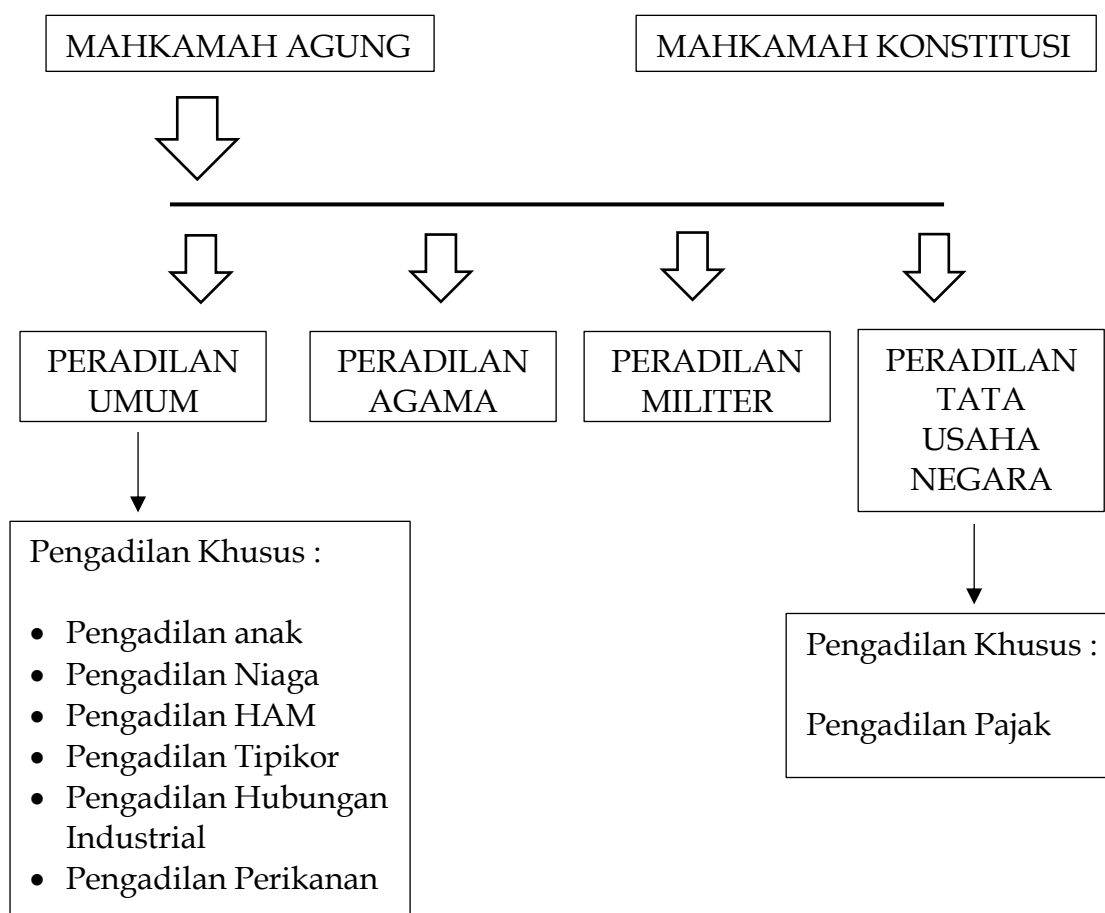 MAHKAMAH AGUNG
MAHKAMAH KONSTITUSI
PERADILAN
UMUM
PERADILAN
AGAMA
PERADILAN
MILITER
PERADILAN
TATA
USAHA
NEGARA
Pengadilan Khusus :
• Pengadilan anak
• Pengadilan Niaga
• Pengadilan HAM
• Pengadilan Tipikor
• Pengadilan Hubungan
Industrial
• Pengadilan Perikanan
Pengadilan Khusus :
Pengadilan Pajak